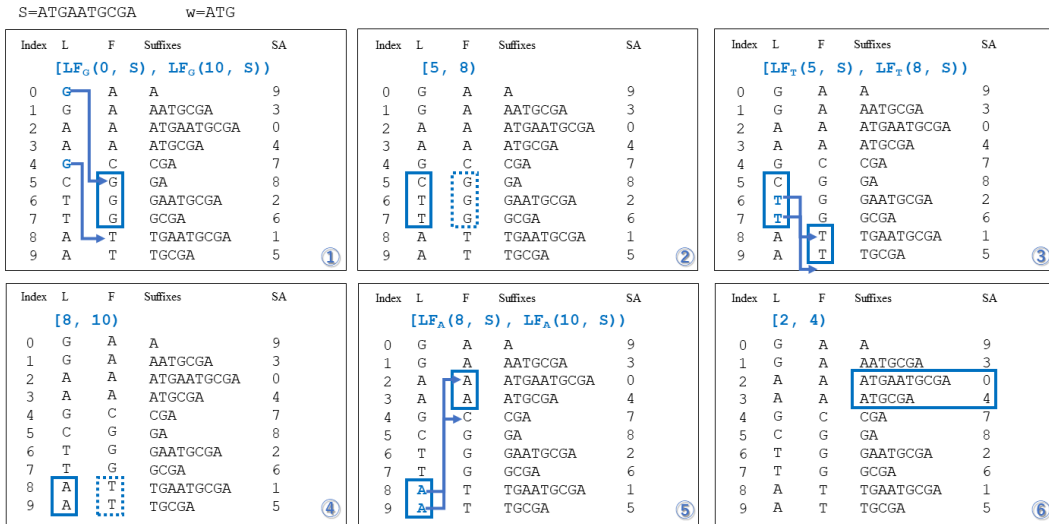 S=ATGAATGCGA w=ATG
Index L F Suffixes SA
[LF_G(0, S), LF_G(10, S))
0 G A A 9
1 G A AATGCGA 3
2 A A ATGAATGCGA 0
3 A A ATGCGA 4
4 G C CGA 7
5 C G GA 8
6 T G GAATGCGA 2
7 T G GCGA 6
8 A T TGAATGCGA 1
9 A T TGCGA 5
1
Index L F Suffixes SA
[5, 8)
0 G A A 9
1 G A AATGCGA 3
2 A A ATGAATGCGA 0
3 A A ATGCGA 4
4 G C CGA 7
5 C G GA 8
6 T G GAATGCGA 2
7 T G GCGA 6
8 A T TGAATGCGA 1
9 A T TGCGA 5
2
Index L F Suffixes SA
[LF_T(5, S), LF_T(8, S))
0 G A A 9
1 G A AATGCGA 3
2 A A ATGAATGCGA 0
3 A A ATGCGA 4
4 G C CGA 7
5 C G GA 8
6 T G GAATGCGA 2
7 T G GCGA 6
8 A T TGAATGCGA 1
9 A T TGCGA 5
3
Index L F Suffixes SA
[8, 10)
0 G A A 9
1 G A AATGCGA 3
2 A A ATGAATGCGA 0
3 A A ATGCGA 4
4 G C CGA 7
5 C G GA 8
6 T G GAATGCGA 2
7 T G GCGA 6
8 A T TGAATGCGA 1
9 A T TGCGA 5
4
Index L F Suffixes SA
[LF_A(8, S), LF_A(10, S))
0 G A A 9
1 G A AATGCGA 3
2 A A ATGAATGCGA 0
3 A A ATGCGA 4
4 G C CGA 7
5 C G GA 8
6 T G GAATGCGA 2
7 T G GCGA 6
8 A T TGAATGCGA 1
9 A T TGCGA 5
5
Index L F Suffixes SA
[2, 4)
0 G A A 9
1 G A AATGCGA 3
2 A A ATGAATGCGA 0
3 A A ATGCGA 4
4 G C CGA 7
5 C G GA 8
6 T G GAATGCGA 2
7 T G GCGA 6
8 A T TGAATGCGA 1
9 A T TGCGA 5
6